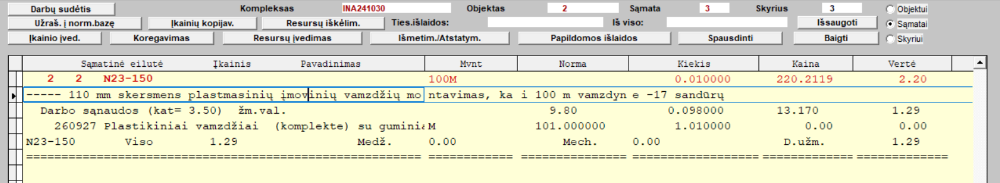 Darbų sudėtis Kompleksas INA241030 Objektas 2 Sąmata 3 Skyrius 3 Objektui
Užraš. į norm.bazę Įkainių kopijav. Resursų iškėlim. Ties.išlaidos: Iš viso: Išsaugoti Sąmatai
Įkainio įved. Koregavimas Resursų įvedimas Išmetim./Atstatym. Papildomos išlaidos Spausdinti Baigti Skyriui
Sąmatinė eilutė Įkainis Pavadinimas Mvnt Norma Kiekis Kaina Vertė
2 2 N23-150 100M 0.010000 220.2119 2.20
----- 110 mm skersmens plastmasinių įmovinių vamzdžių mo ntavimas, ka i 100 m vamzdyn e -17 sandūrų
Darbo sąnaudos (kat= 3.50) žm.val. 9.80 0.098000 13.170 1.29
260927 Plastikiniai vamzdžiai (komplekte) su guminia M 101.000000 1.010000 0.00 0.00
N23-150 Viso 1.29 Medž. 0.00 Mech. 0.00 D.užm. 1.29